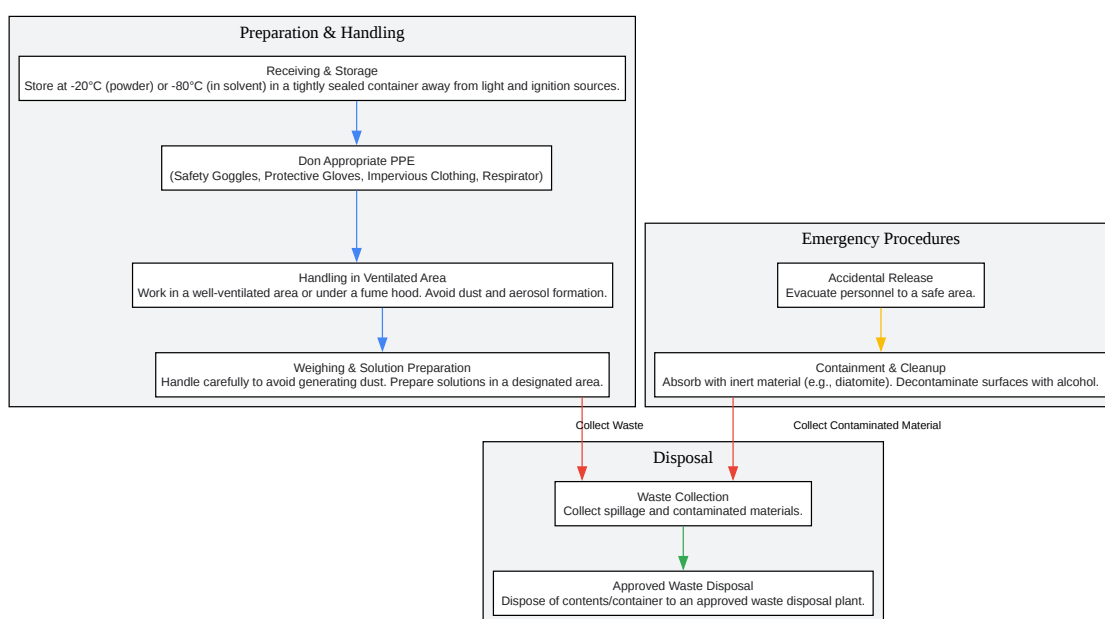 Preparation & Handling
Receiving & Storage
Store at -20°C (powder) or -80°C (in solvent) in a tightly sealed container away from light and ignition sources.
Don Appropriate PPE
(Safety Goggles, Protective Gloves, Impervious Clothing, Respirator)
Handling in Ventilated Area
Work in a well-ventilated area or under a fume hood. Avoid dust and aerosol formation.
Weighing & Solution Preparation
Handle carefully to avoid generating dust. Prepare solutions in a designated area.
Emergency Procedures
Accidental Release
Evacuate personnel to a safe area.
Containment & Cleanup
Absorb with inert material (e.g., diatomite). Decontaminate surfaces with alcohol.
Collect Waste
Collect Contaminated Material
Disposal
Waste Collection
Collect spillage and contaminated materials.
Approved Waste Disposal
Dispose of contents/container to an approved waste disposal plant.